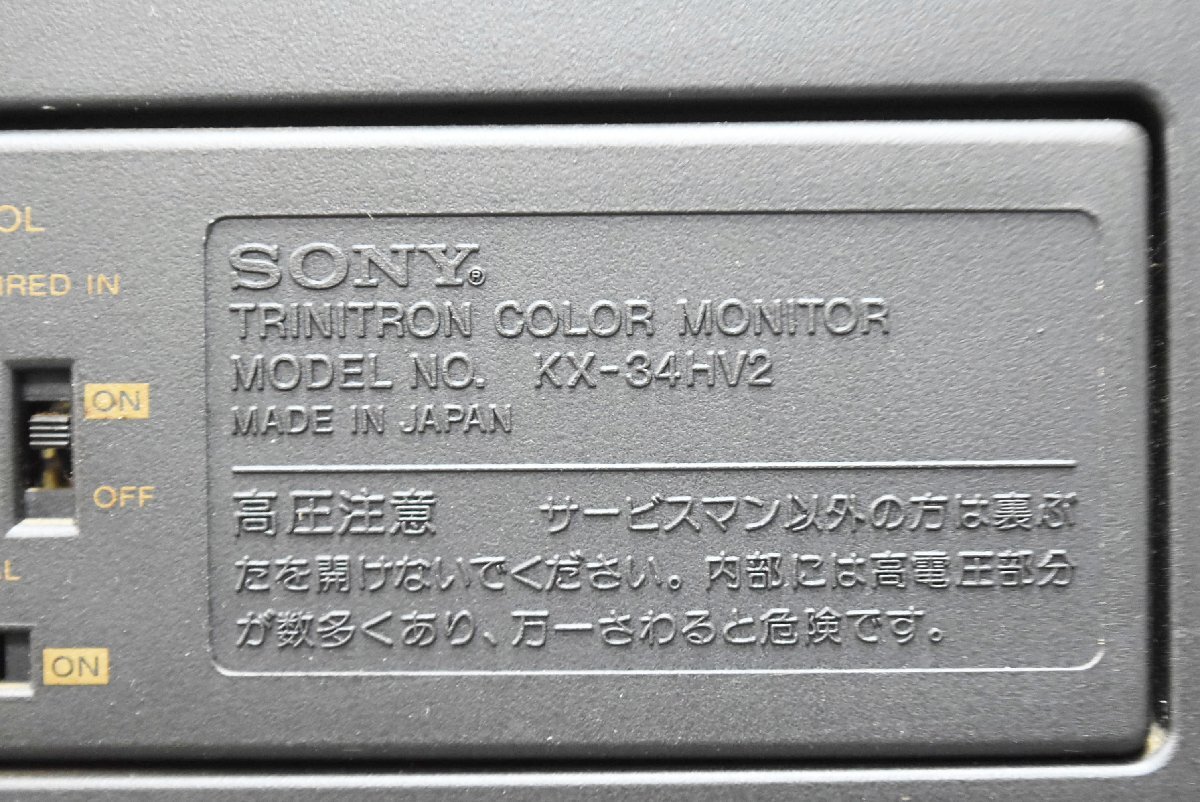 SONY®
TRINITRON COLOR MONITOR
MODEL NO. KX-34HV2
MADE IN JAPAN
高圧注意 サービスマン以外の方は裏ぶ
たを開けないでください。内部には高電圧部分
が数多くあり、万一さわると危険です。
IRED IN
ON
OFF
ON